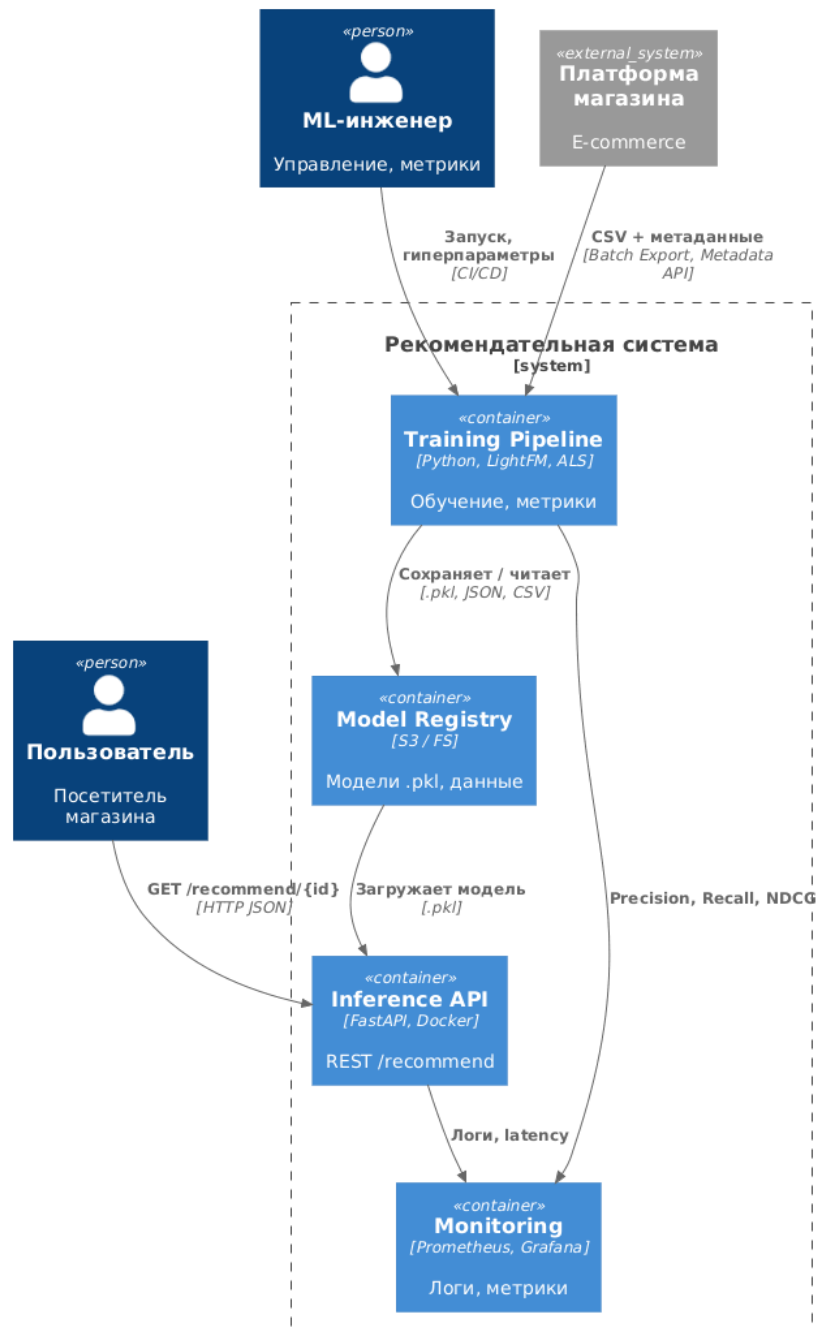 «person»
ML-инженер
Управление, метрики
«external_system»
Платформа
магазина
E-commerce
Запуск,
гиперпараметры
[CI/CD]
CSV + метаданные
[Batch Export, Metadata
API]
Рекомендательная система
[system]
«container»
Training Pipeline
[Python, LightFM, ALS]
Обучение, метрики
Сохраняет / читает
[.pkl, JSON, CSV]
«person»
Пользователь
Посетитель
магазина
«container»
Model Registry
[S3 / FS]
Модели .pkl, данные
GET /recommend/{id}
[HTTP JSON]
Загружает модель
[.pkl]
Precision, Recall, NDCG
«container»
Inference API
[FastAPI, Docker]
REST /recommend
Логи, latency
«container»
Monitoring
[Prometheus, Grafana]
Логи, метрики